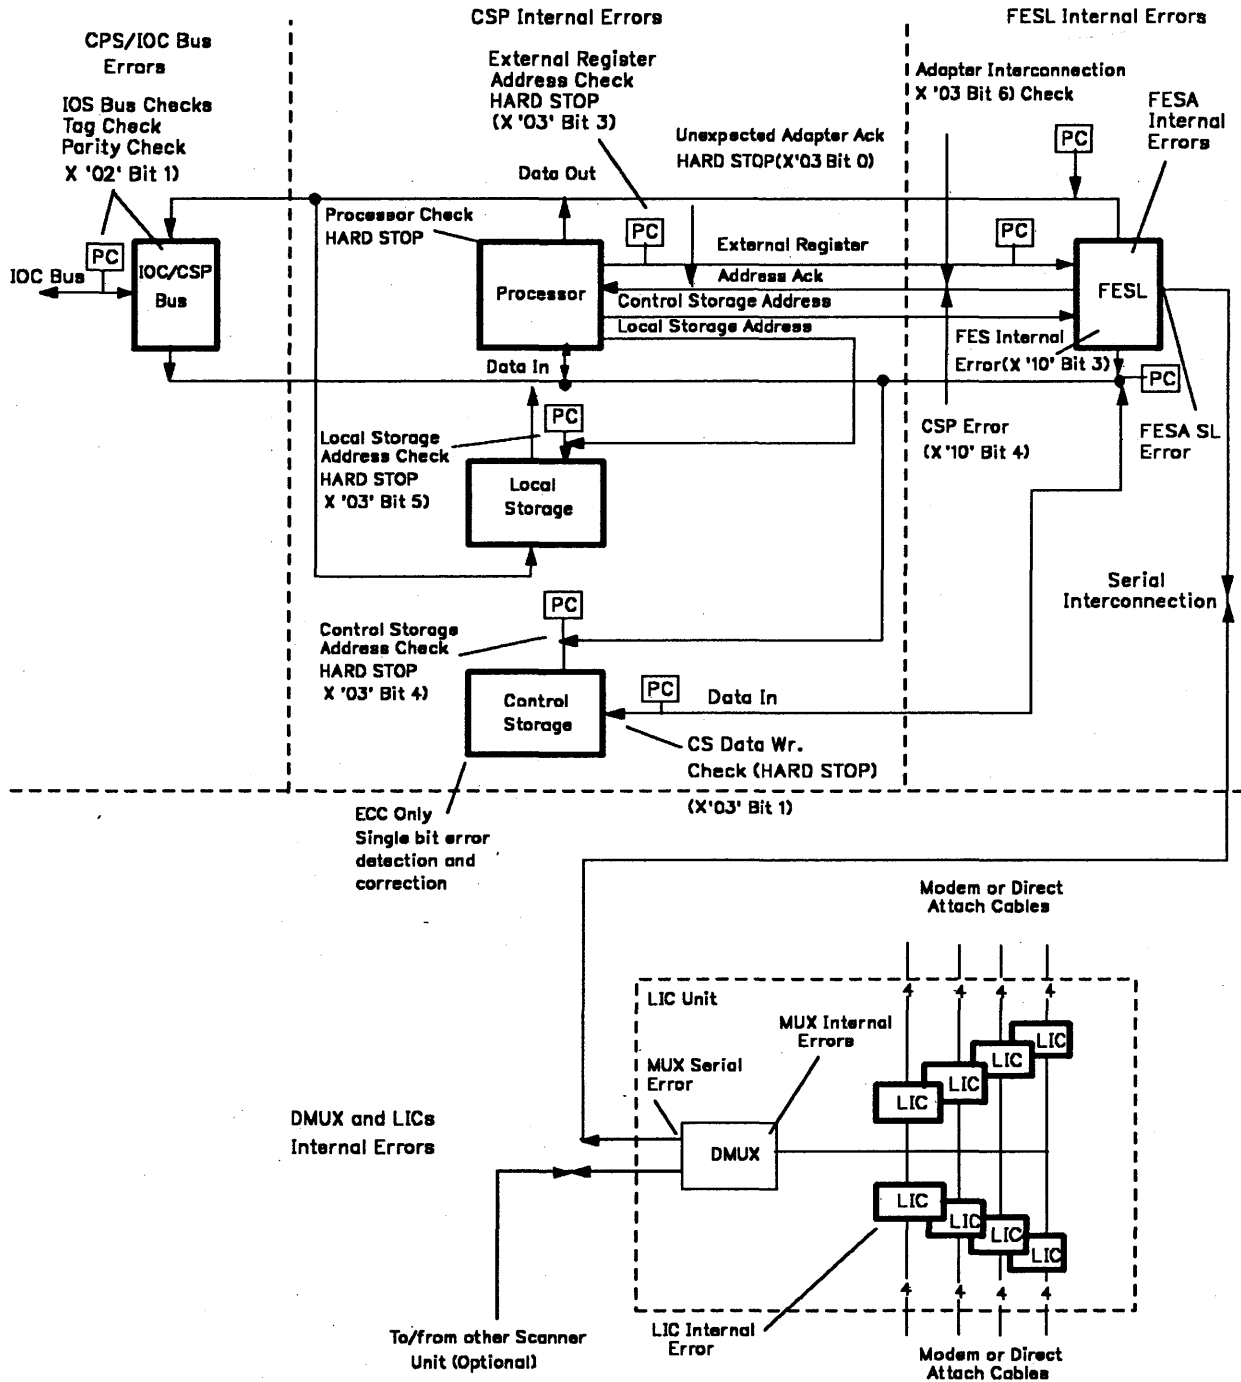 CSP Internal Errors
FESL Internal Errors
CPS/IOC Bus
Errors
IOS Bus Checks
Tag Check
Parity Check
X '02' Bit 1)
External Register
Address Check
HARD STOP
(X '03' Bit 3)
Adapter Interconnection
X '03 Bit 6) Check
FESA
Internal
Errors
Unexpected Adapter Ack
HARD STOP(X'03 Bit 0)
PC
Data Out
Processor Check
HARD STOP
PC
PC
PC
IOC Bus
IOC/CSP
Bus
Processor
External Register
Address Ack
Control Storage Address
Local Storage Address
FESL
FES Internal
Error(X '10' Bit 3)
Data In
PC
PC
Local Storage
Address Check
HARD STOP
X '03' Bit 5)
CSP Error
(X '10' Bit 4)
FESA SL
Error
Local
Storage
Serial
Interconnection
PC
Control Storage
Address Check
HARD STOP
X '03' Bit 4)
PC
Data In
Control
Storage
CS Data Wr.
Check (HARD STOP)
(X'03' Bit 1)
ECC Only
Single bit error
detection and
correction
Modem or Direct
Attach Cables
4 4 4 4
LIC Unit
MUX Internal
Errors
MUX Serial
Error
LIC
LIC
LIC
LIC
DMUX and LICs
Internal Errors
DMUX
LIC
LIC
LIC
LIC
4 4 4 4
To/from other Scanner
Unit (Optional)
LIC Internal
Error
Modem or Direct
Attach Cables